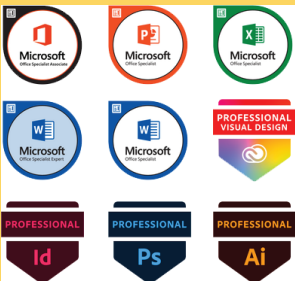 Microsoft
Office Specialist Associate
P
Microsoft
Office Specialist
X
Microsoft
Office Specialist
W
Microsoft
Office Specialist Expert
W
Microsoft
Office Specialist
PROFESSIONAL
VISUAL DESIGN
PROFESSIONAL
Id
PROFESSIONAL
Ps
PROFESSIONAL
Ai